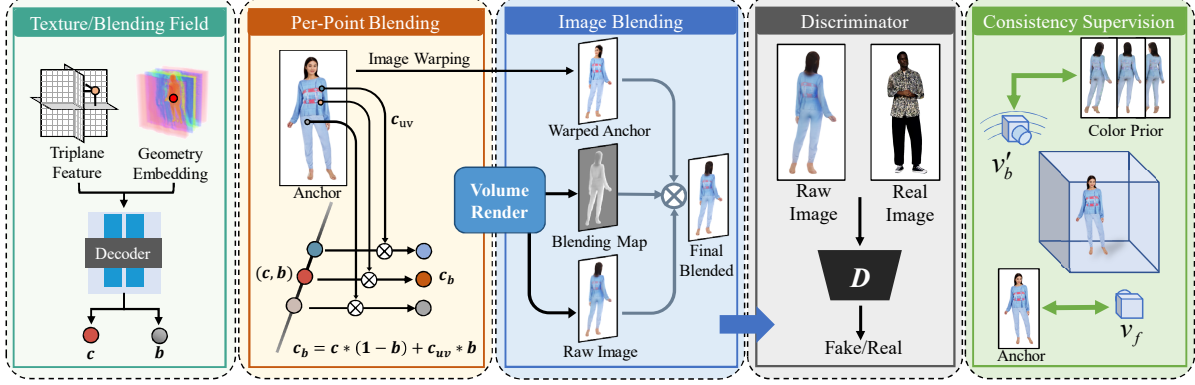 Texture/Blending Field
Triplane
Feature
Geometry
Embedding
Decoder
c
b
Per-Point Blending
Image Warping
c_uv
Anchor
(c, b)
c_b
c_b = c * (1 − b) + c_uv * b
Image Blending
Warped Anchor
Volume
Render
Blending Map
Final
Blended
Raw Image
Discriminator
Raw
Image
Real
Image
D
Fake/Real
Consistency Supervision
Color Prior
v'_b
Anchor
v_f